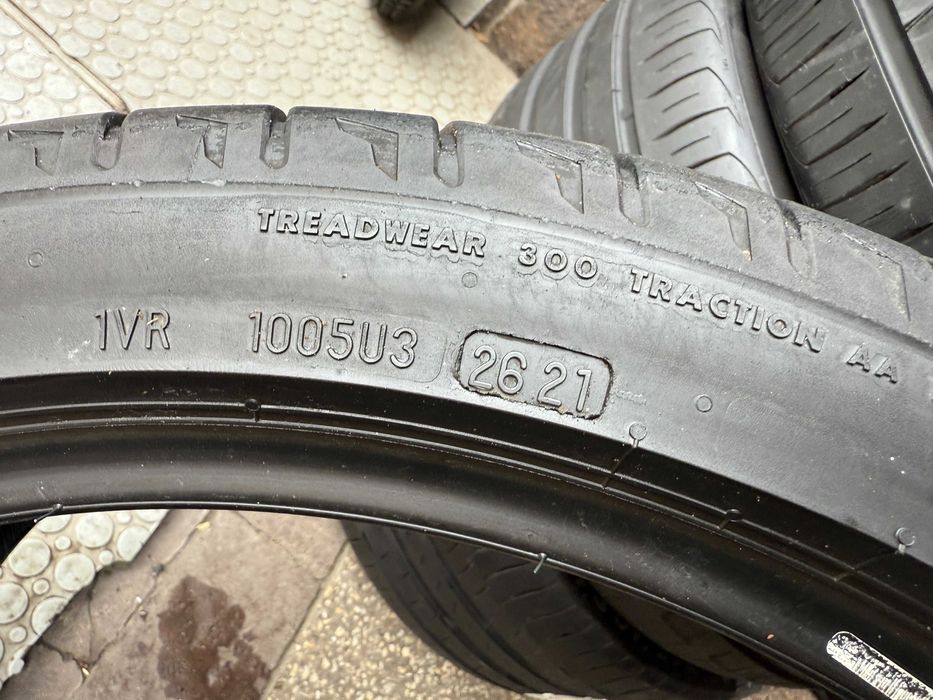 TREADWEAR 300 TRACTION AA
1VR 1005U3 2621